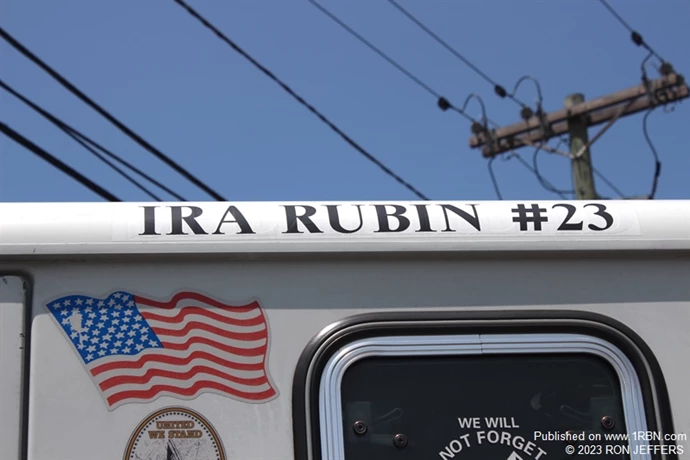 IRA RUBIN #23
UNITED
WE STAND
WE WILL
NOT FORGET
Published on www.1RBN.com
© 2023 RON JEFFERS